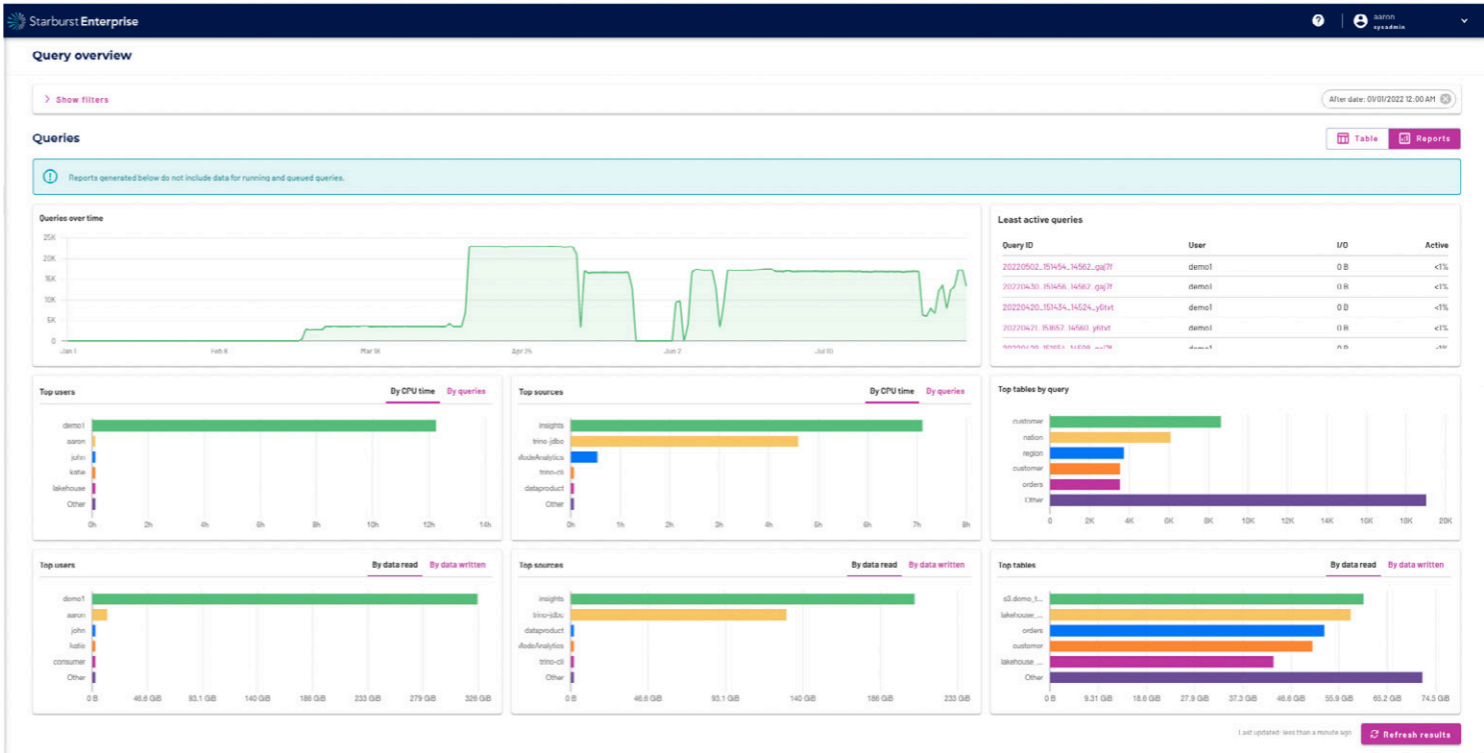 Starburst Enterprise
aaron
sysadmin
Query overview
Show filters
After date: 01/01/2022 12:00 AM
Queries
Table
Reports
Reports generated below do not include data for running and queued queries.
Queries over time
25K
20K
15K
10K
5K
0
Jan 1
Feb 8
Mar 18
Apr 25
Jun 2
Jul 10
Least active queries
Query ID User I/O Active
20220502_151454_14562_gaj7f demo1 0 B <1%
20220430_151456_14562_gaj7f demo1 0 B <1%
20220420_151434_14524_y6txt demo1 0 B <1%
20220421_151657_14560_y6txt demo1 0 B <1%
demo1 0 B <1%
Top users By CPU time By queries
demo1
aaron
john
katie
lakehouse
Other
0h 2h 4h 6h 8h 10h 12h 14h
Top sources By CPU time By queries
insights
trino-jdbc
ModeAnalytics
trino-cli
dataproduct
Other
0h 1h 2h 3h 4h 5h 6h 7h 8h
Top tables by query
customer
nation
region
customer
orders
Other
0 2K 4K 6K 8K 10K 12K 14K 16K 18K 20K
Top users By data read By data written
demo1
aaron
john
katie
consumer
Other
0 B 46.6 GiB 93.1 GiB 140 GiB 186 GiB 233 GiB 279 GiB 326 GiB
Top sources By data read By data written
insights
trino-jdbc
dataproduct
ModeAnalytics
trino-cli
Other
0 B 46.6 GiB 93.1 GiB 140 GiB 186 GiB 233 GiB
Top tables By data read By data written
s3.demo_t...
lakehouse_...
orders
customer
lakehouse_...
Other
0 B 9.31 GiB 18.6 GiB 27.9 GiB 37.3 GiB 46.6 GiB 55.9 GiB 65.2 GiB 74.5 GiB
Last updated: less than a minute ago
Refresh results